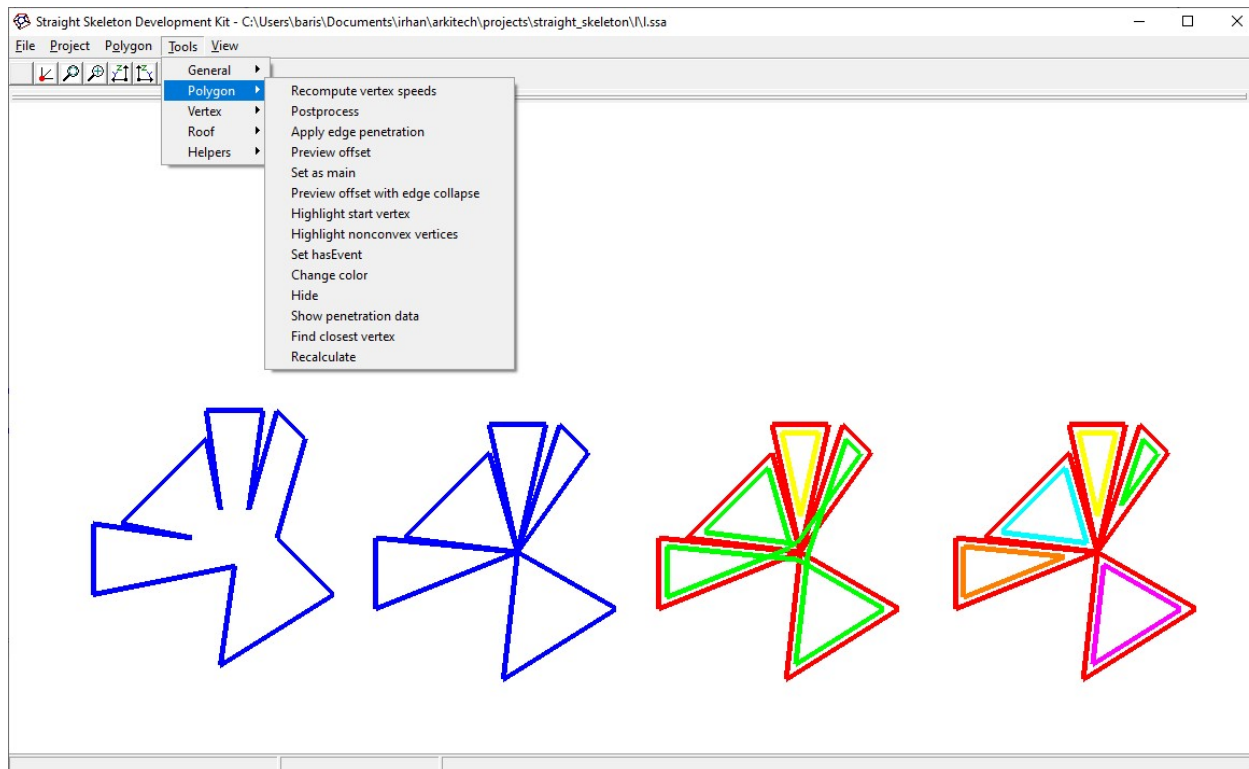 Straight Skeleton Development Kit - C:\Users\baris\Documents\irhan\arkitech\projects\straight_skeleton\I\I.ssa
File Project Polygon Tools View
General
Polygon
Vertex
Roof
Helpers
Recompute vertex speeds
Postprocess
Apply edge penetration
Preview offset
Set as main
Preview offset with edge collapse
Highlight start vertex
Highlight nonconvex vertices
Set hasEvent
Change color
Hide
Show penetration data
Find closest vertex
Recalculate